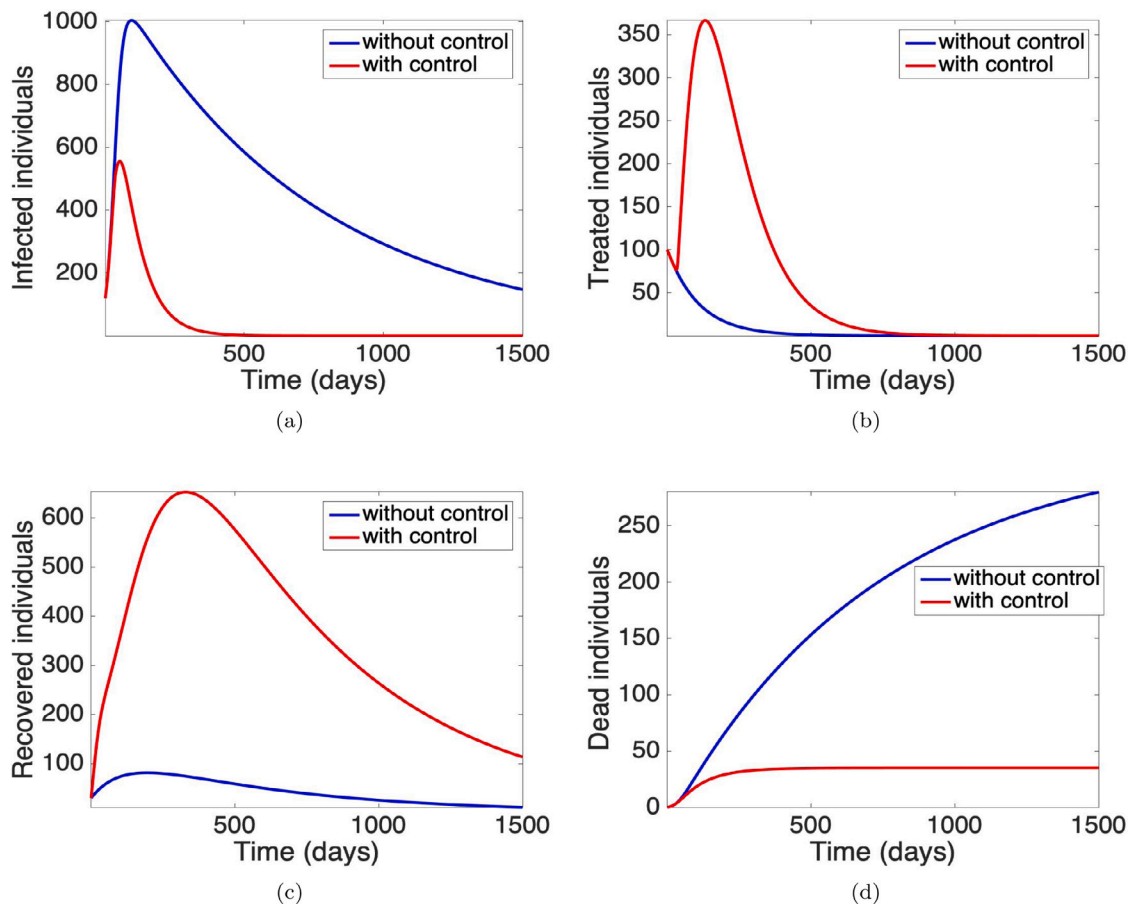 1000
800
600
400
200
500
1000
1500
Infected individuals
Time (days)
without control
with control
(a)
350
300
250
200
150
100
50
500
1000
1500
Treated individuals
Time (days)
without control
with control
(b)
600
500
400
300
200
100
500
1000
1500
Recovered individuals
Time (days)
without control
with control
(c)
250
200
150
100
50
0
500
1000
1500
Dead individuals
Time (days)
without control
with control
(d)